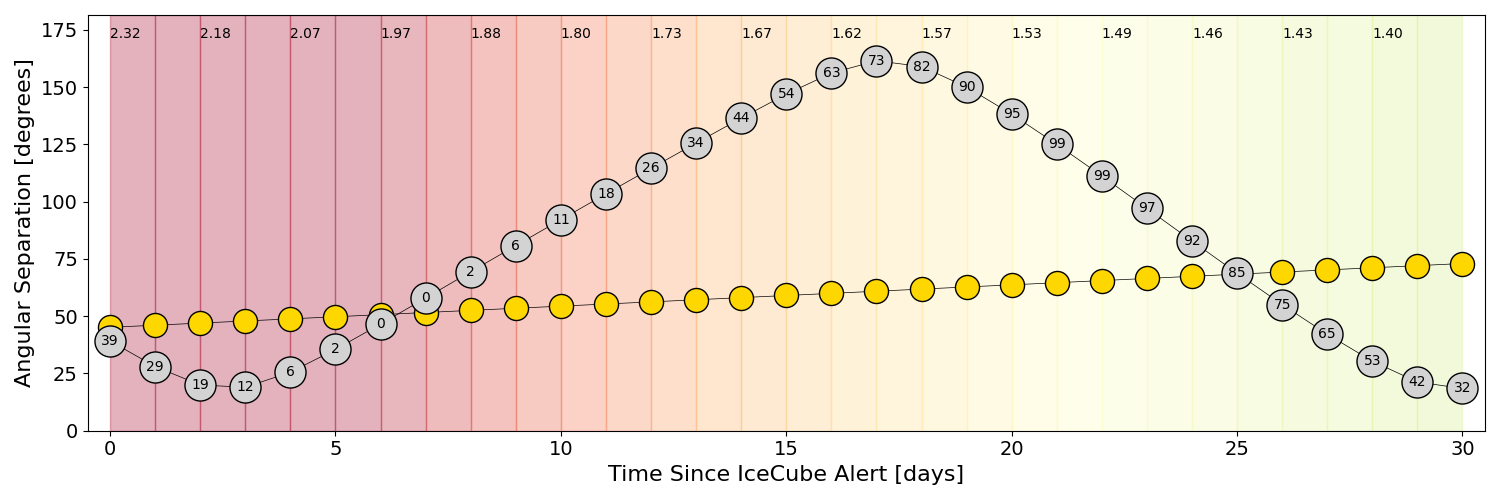 2.32 2.18 2.07 1.97 1.88 1.80 1.73 1.67 1.62 1.57 1.53 1.49 1.46 1.43 1.40
175
150
125
100
75
50
25
0
Angular Separation [degrees]
39 29 19 12 6 2 0 0 2 6 11 18 26 34 44 54 63 73 82 90 95 99 99 97 92 85 75 65 53 42 32
0 5 10 15 20 25 30
Time Since IceCube Alert [days]